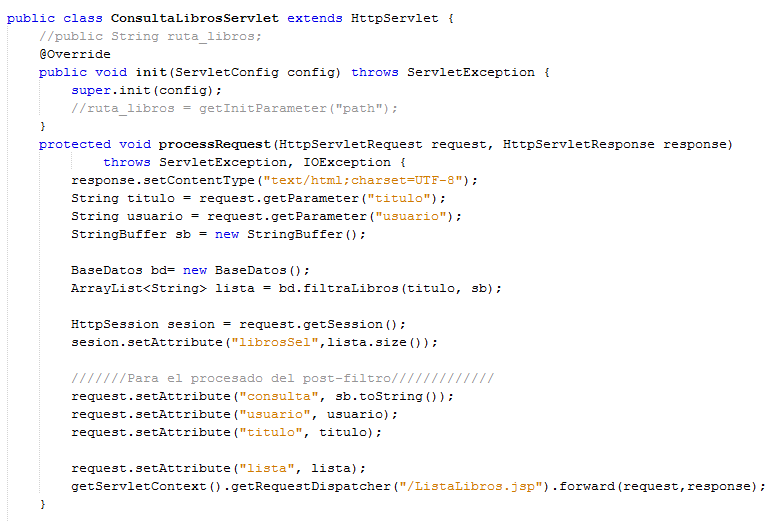 public class ConsultaLibrosServlet extends HttpServlet {
//public String ruta_libros;
@Override
public void init(ServletConfig config) throws ServletException {
super.init(config);
//ruta_libros = getInitParameter("path");
}
protected void processRequest(HttpServletRequest request, HttpServletResponse response)
throws ServletException, IOException {
response.setContentType("text/html;charset=UTF-8");
String titulo = request.getParameter("titulo");
String usuario = request.getParameter("usuario");
StringBuffer sb = new StringBuffer();
BaseDatos bd= new BaseDatos();
ArrayList<String> lista = bd.filtraLibros(titulo, sb);
HttpSession sesion = request.getSession();
sesion.setAttribute("librosSel",lista.size());
///////Para el procesado del post-filtro/////////////
request.setAttribute("consulta", sb.toString());
request.setAttribute("usuario", usuario);
request.setAttribute("titulo", titulo);
request.setAttribute("lista", lista);
getServletContext().getRequestDispatcher("/ListaLibros.jsp").forward(request,response);
}